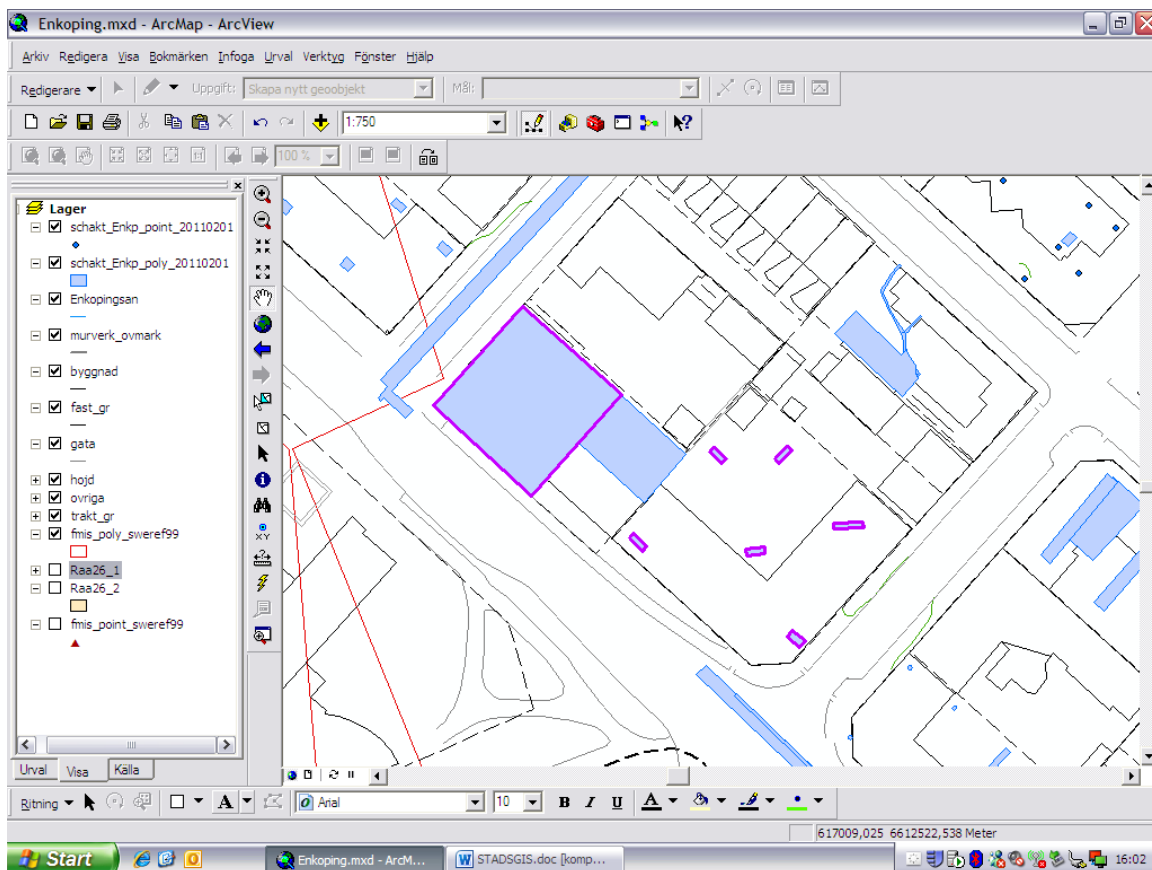 Enkoping.mxd - ArcMap - ArcView
Arkiv Redigera Visa Bokmärken Infoga Urval Verktyg Fönster Hjälp
Redigerare Uppgift: Skapa nytt geoobjekt Mål:
1:750
100 %
Lager
schakt_Enkp_point_20110201
schakt_Enkp_poly_20110201
Enkopingsan
murverk_ovmark
byggnad
fast_gr
gata
hojd
ovriga
trakt_gr
fmis_poly_sweref99
Raa26_1
Raa26_2
fmis_point_sweref99
Urval Visa Källa
Ritning A Arial 10 B I U A
617009,025 6612522,538 Meter
Start Enkoping.mxd - ArcM... STADSGIS.doc [komp... 16:02